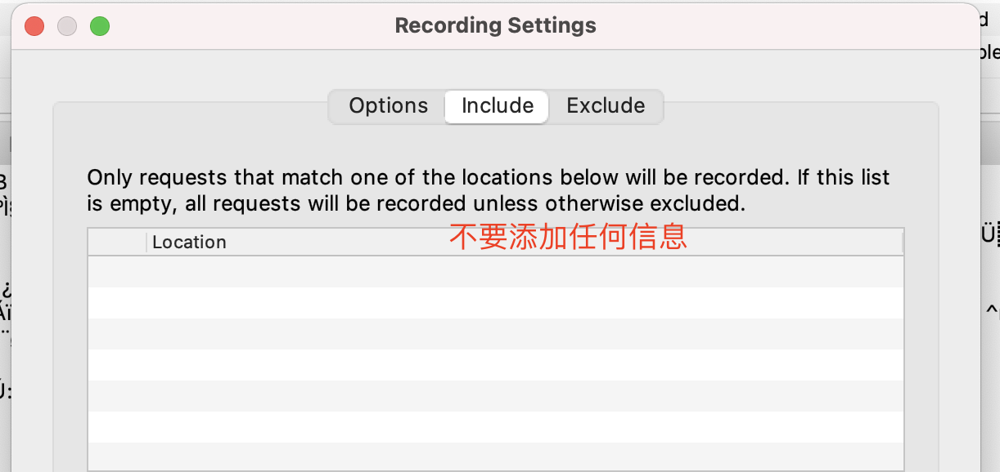 Recording Settings
Options
Include
Exclude
Only requests that match one of the locations below will be recorded. If this list
is empty, all requests will be recorded unless otherwise excluded.
Location
不要添加任何信息